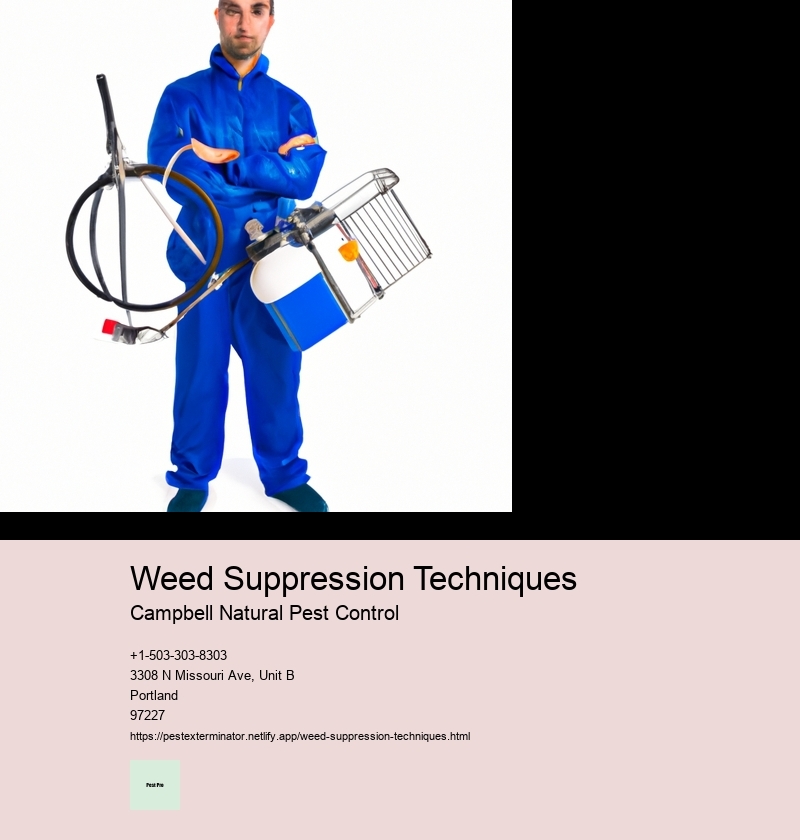 Weed Suppression Techniques
Campbell Natural Pest Control
+1-503-303-8303
3308 N Missouri Ave, Unit B
Portland
97227
https://pestexterminator.netlify.app/weed-suppression-techniques.html
Pest Pro